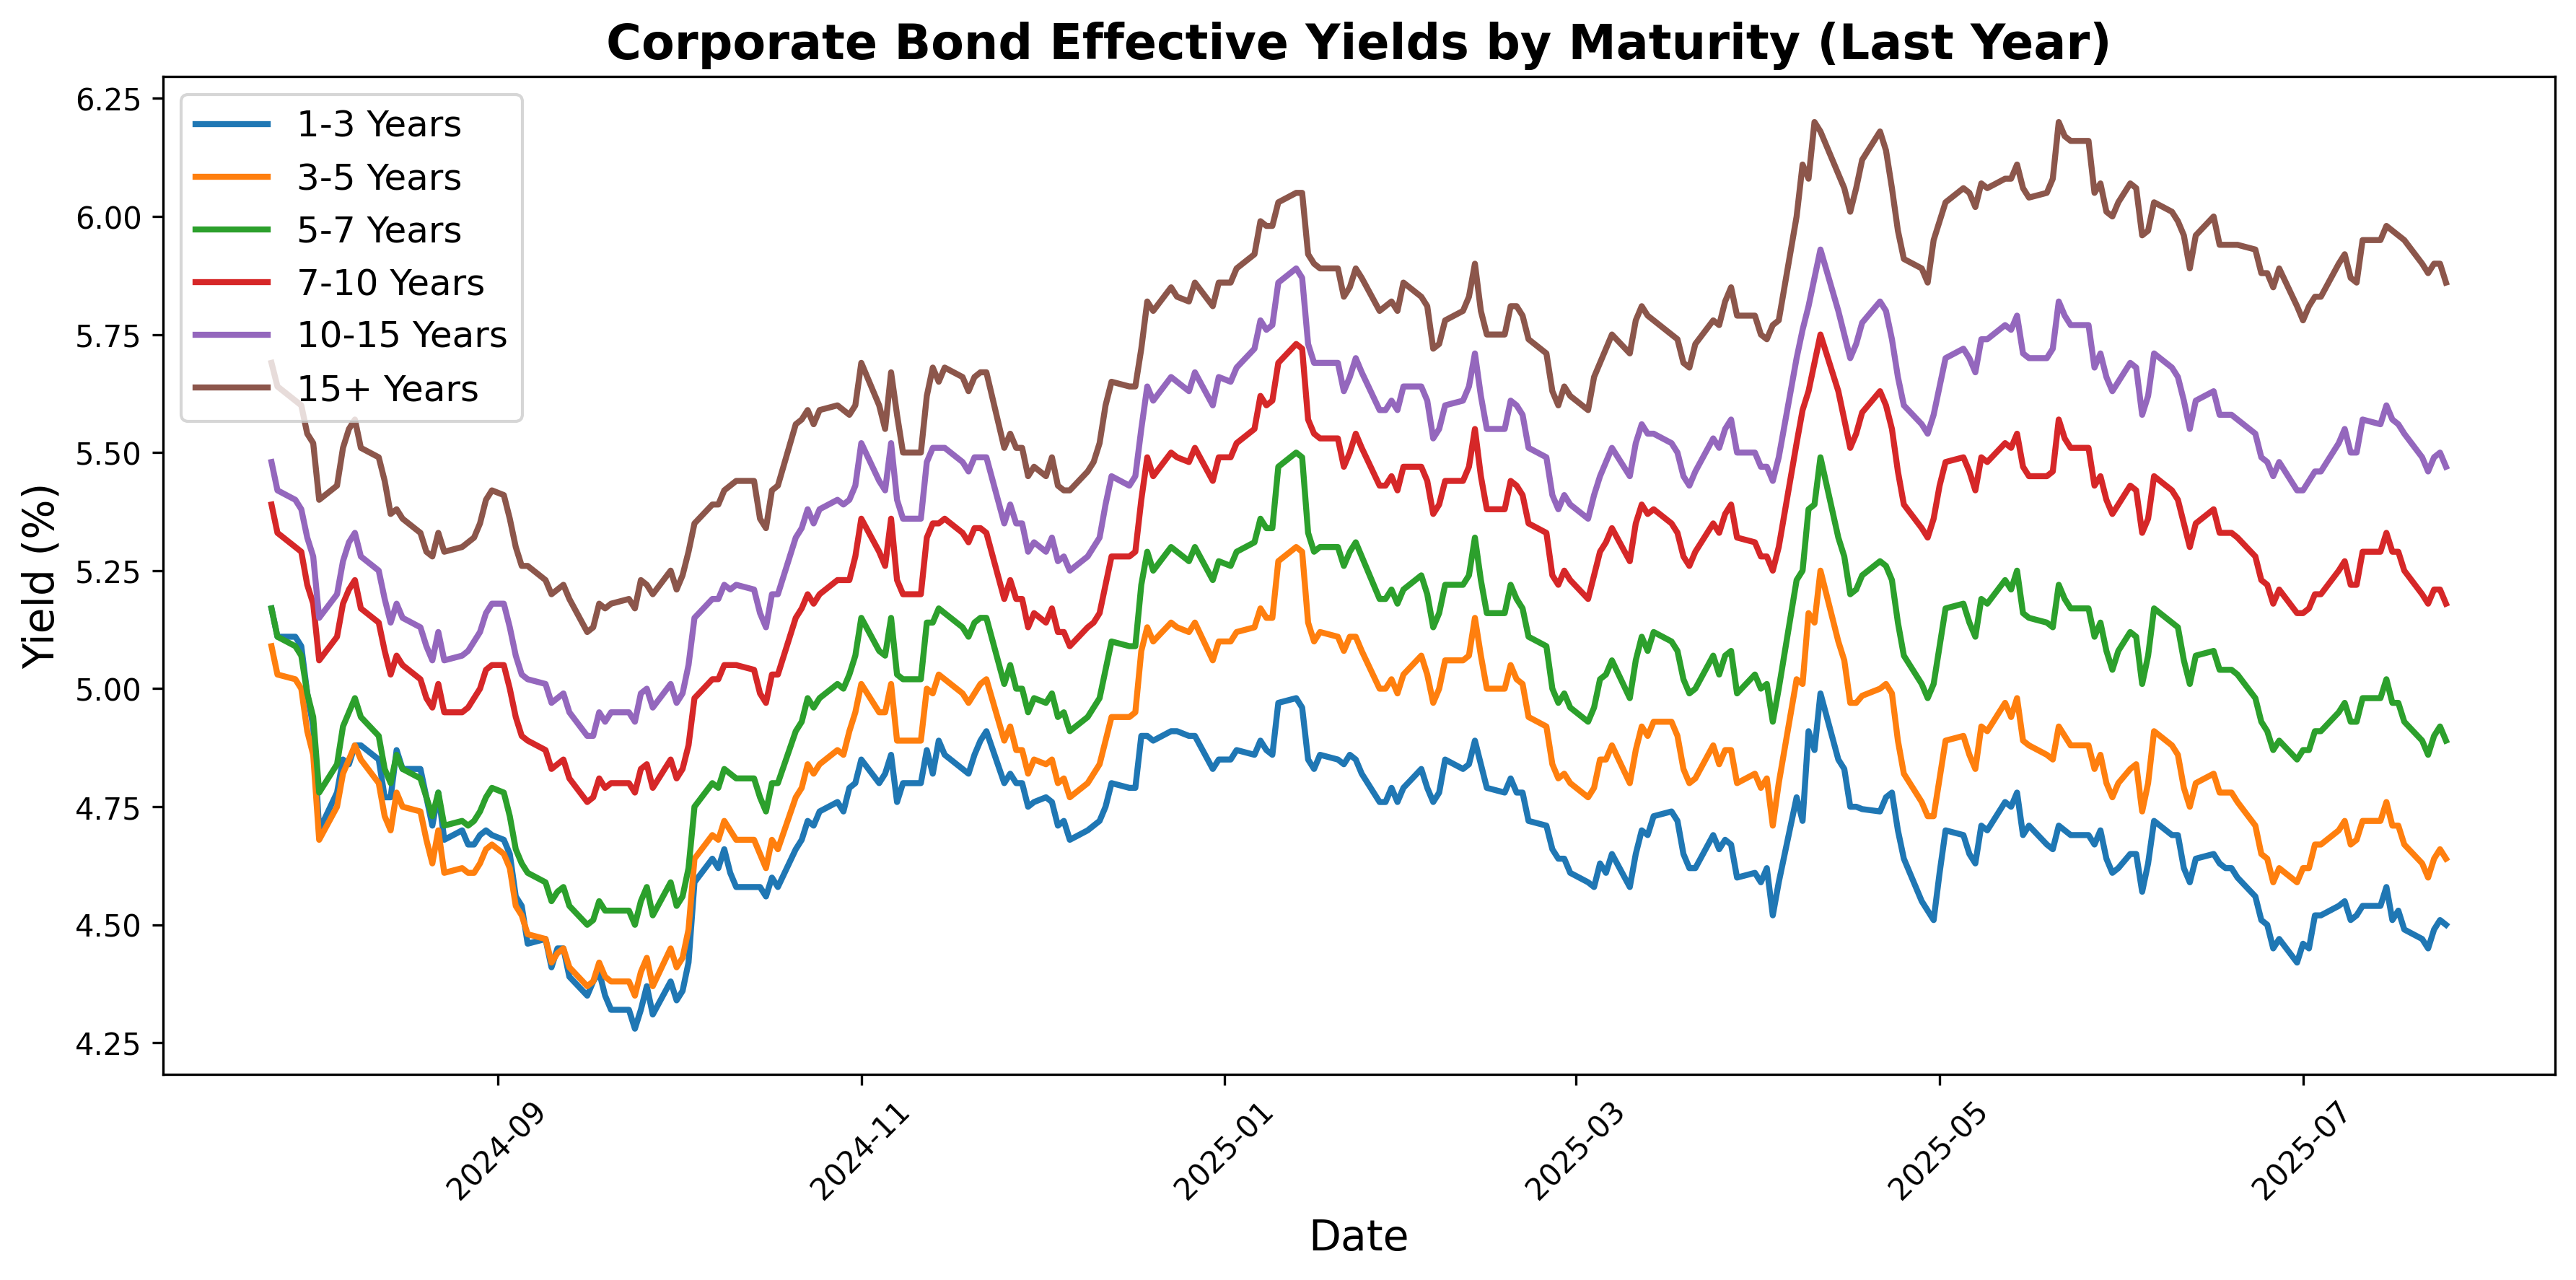 Corporate Bond Effective Yields by Maturity (Last Year)
6.25
6.00
5.75
5.50
5.25
5.00
4.75
4.50
4.25
Yield (%)
1-3 Years
3-5 Years
5-7 Years
7-10 Years
10-15 Years
15+ Years
2024-09
2024-11
2025-01
2025-03
2025-05
2025-07
Date